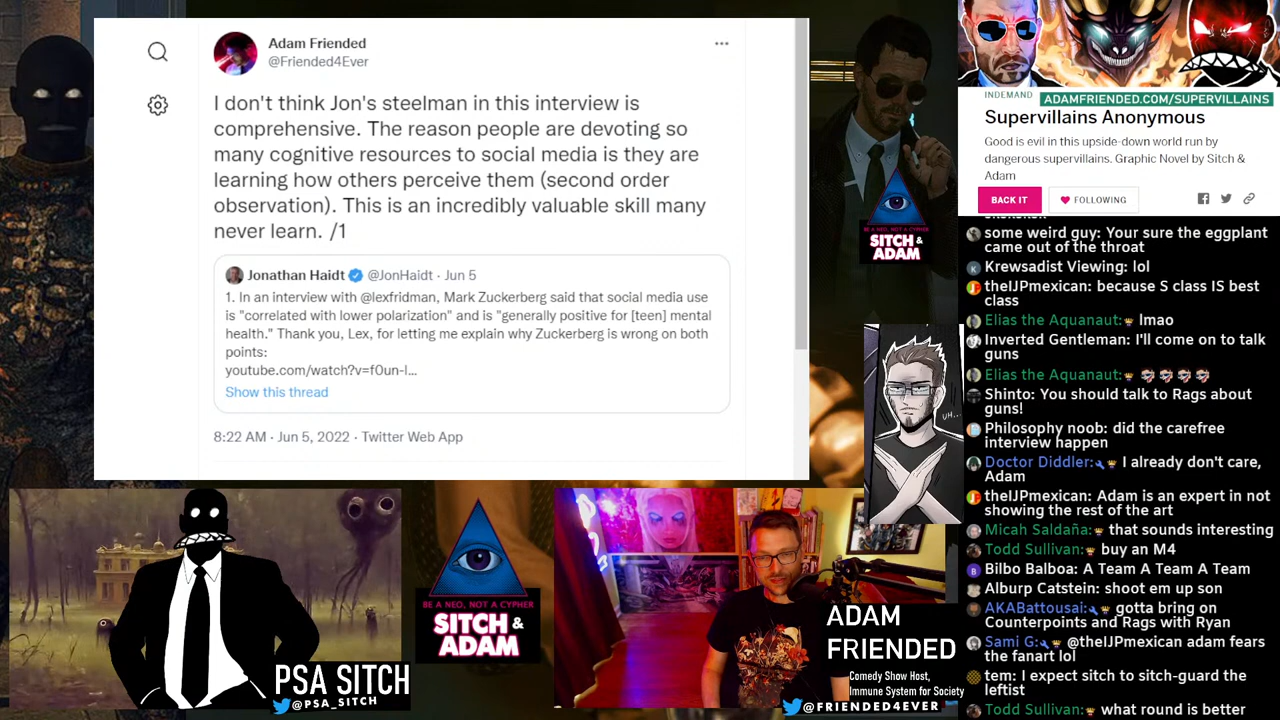 Adam Friended
@Friended4Ever
I don't think Jon's steelman in this interview is
comprehensive. The reason people are devoting so
many cognitive resources to social media is they are
learning how others perceive them (second order
observation). This is an incredibly valuable skill many
never learn. /1
Jonathan Haidt @JonHaidt · Jun 5
1. In an interview with @lexfridman, Mark Zuckerberg said that social media use
is "correlated with lower polarization" and is "generally positive for [teen] mental
health." Thank you, Lex, for letting me explain why Zuckerberg is wrong on both
points:
youtube.com/watch?v=f0un-l...
Show this thread
8:22 AM · Jun 5, 2022 · Twitter Web App
BE A NEO, NOT A CYPHER
SITCH &
ADAM
UH...
INDEMAND
ADAMFRIENDED.COM/SUPERVILLAINS
Supervillains Anonymous
Good is evil in this upside-down world run by
dangerous supervillains. Graphic Novel by Sitch &
Adam
BACK IT
FOLLOWING
some weird guy: Your sure the eggplant
came out of the throat
Krewsadist Viewing: lol
theIJPmexican: because S class IS best
class
Elias the Aquanaut: lmao
Inverted Gentleman: I'll come on to talk
guns
Elias the Aquanaut:
Shinto: You should talk to Rags about
guns!
Philosophy noob: did the carefree
interview happen
Doctor Diddler: I already don't care,
Adam
theIJPmexican: Adam is an expert in not
showing the rest of the art
Micah Saldaña: that sounds interesting
Todd Sullivan: buy an M4
Bilbo Balboa: A Team A Team A Team
Alburp Catstein: shoot em up son
AKABattousai: gotta bring on
Counterpoints and Rags with Ryan
Sami G: @theIJPmexican adam fears
the fanart lol
tem: I expect sitch to sitch-guard the
leftist
Todd Sullivan: what round is better
PSA SITCH
@PSA_SITCH
BE A NEO, NOT A CYPHER
SITCH &
ADAM
ADAM
FRIENDED
Comedy Show Host,
Immune System for Society
@FRIENDED4EVER